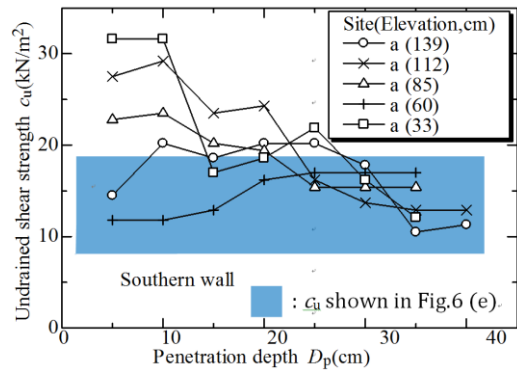 Undrained shear strength cu(kN/m²)
30
20
10
0
Site(Elevation,cm)
a (139)
a (112)
a (85)
a (60)
a (33)
Southern wall
: cu shown in Fig.6 (e)
0 10 20 30 40
Penetration depth Dp(cm)